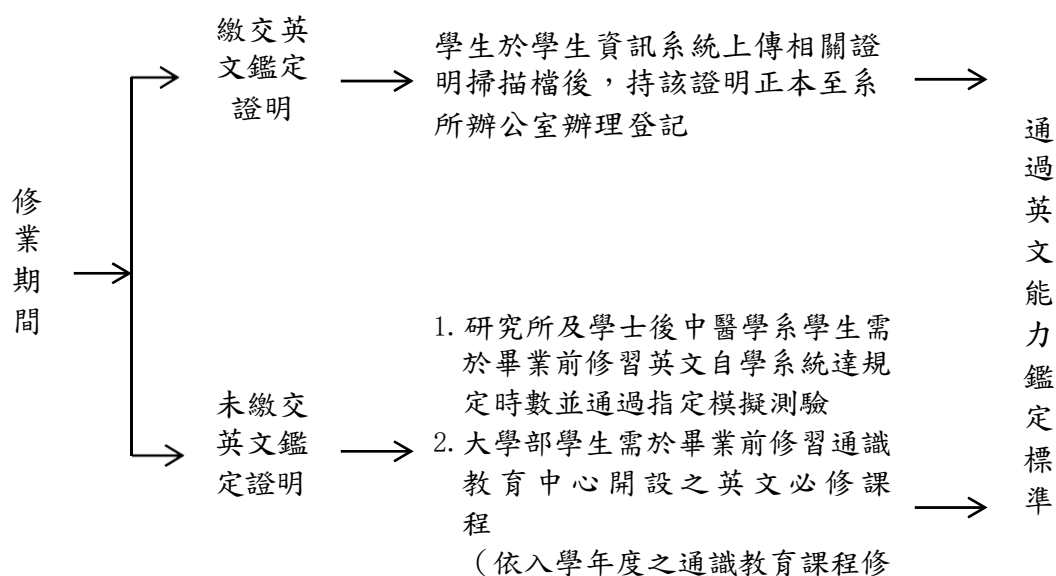 修業期間
繳交英
文鑑定
證明
學生於學生資訊系統上傳相關證
明掃描檔後，持該證明正本至系
所辦公室辦理登記
未繳交
英文鑑
定證明
1. 研究所及學士後中醫學系學生需
於畢業前修習英文自學系統達規
定時數並通過指定模擬測驗
2. 大學部學生需於畢業前修習通識
教育中心開設之英文必修課
程
（依入學年度之通識教育課程修
通過英文能力鑑定標準